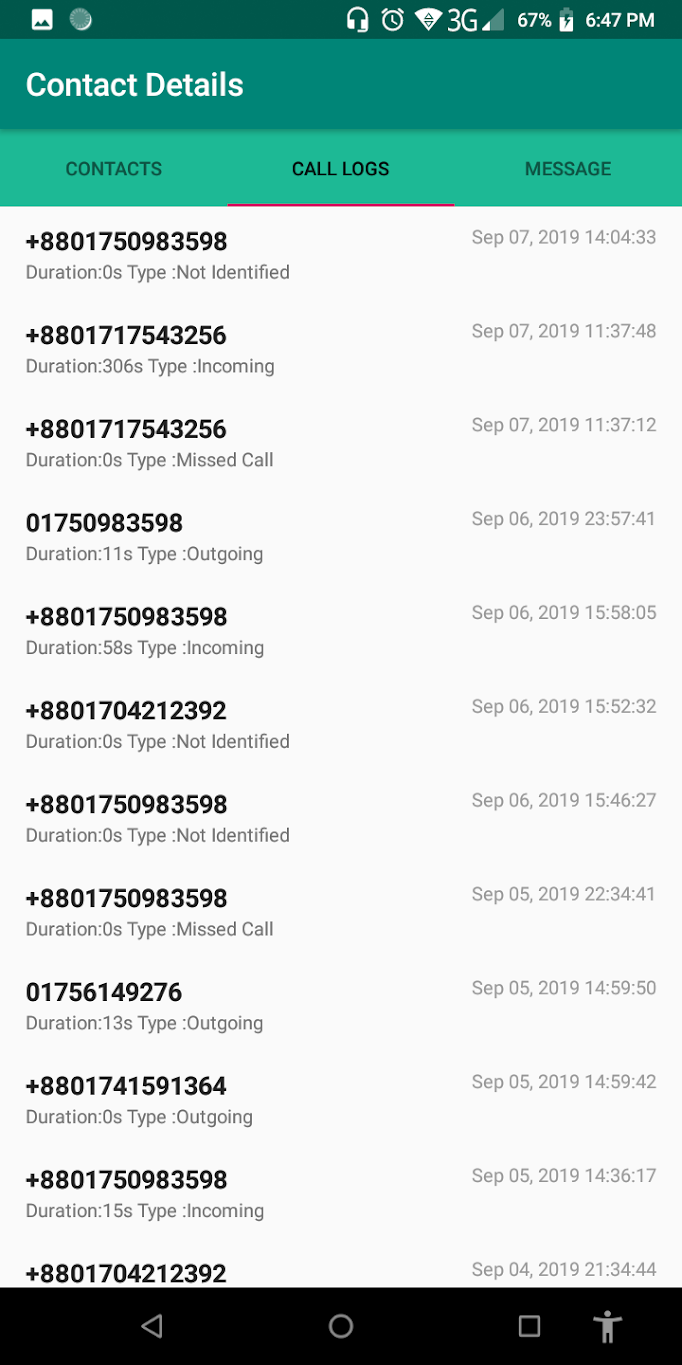 3G 67% 6:47 PM
Contact Details
CONTACTS CALL LOGS MESSAGE
+8801750983598 Sep 07, 2019 14:04:33
Duration:0s Type :Not Identified
+8801717543256 Sep 07, 2019 11:37:48
Duration:306s Type :Incoming
+8801717543256 Sep 07, 2019 11:37:12
Duration:0s Type :Missed Call
01750983598 Sep 06, 2019 23:57:41
Duration:11s Type :Outgoing
+8801750983598 Sep 06, 2019 15:58:05
Duration:58s Type :Incoming
+8801704212392 Sep 06, 2019 15:52:32
Duration:0s Type :Not Identified
+8801750983598 Sep 06, 2019 15:46:27
Duration:0s Type :Not Identified
+8801750983598 Sep 05, 2019 22:34:41
Duration:0s Type :Missed Call
01756149276 Sep 05, 2019 14:59:50
Duration:13s Type :Outgoing
+8801741591364 Sep 05, 2019 14:59:42
Duration:0s Type :Outgoing
+8801750983598 Sep 05, 2019 14:36:17
Duration:15s Type :Incoming
+8801704212392 Sep 04, 2019 21:34:44